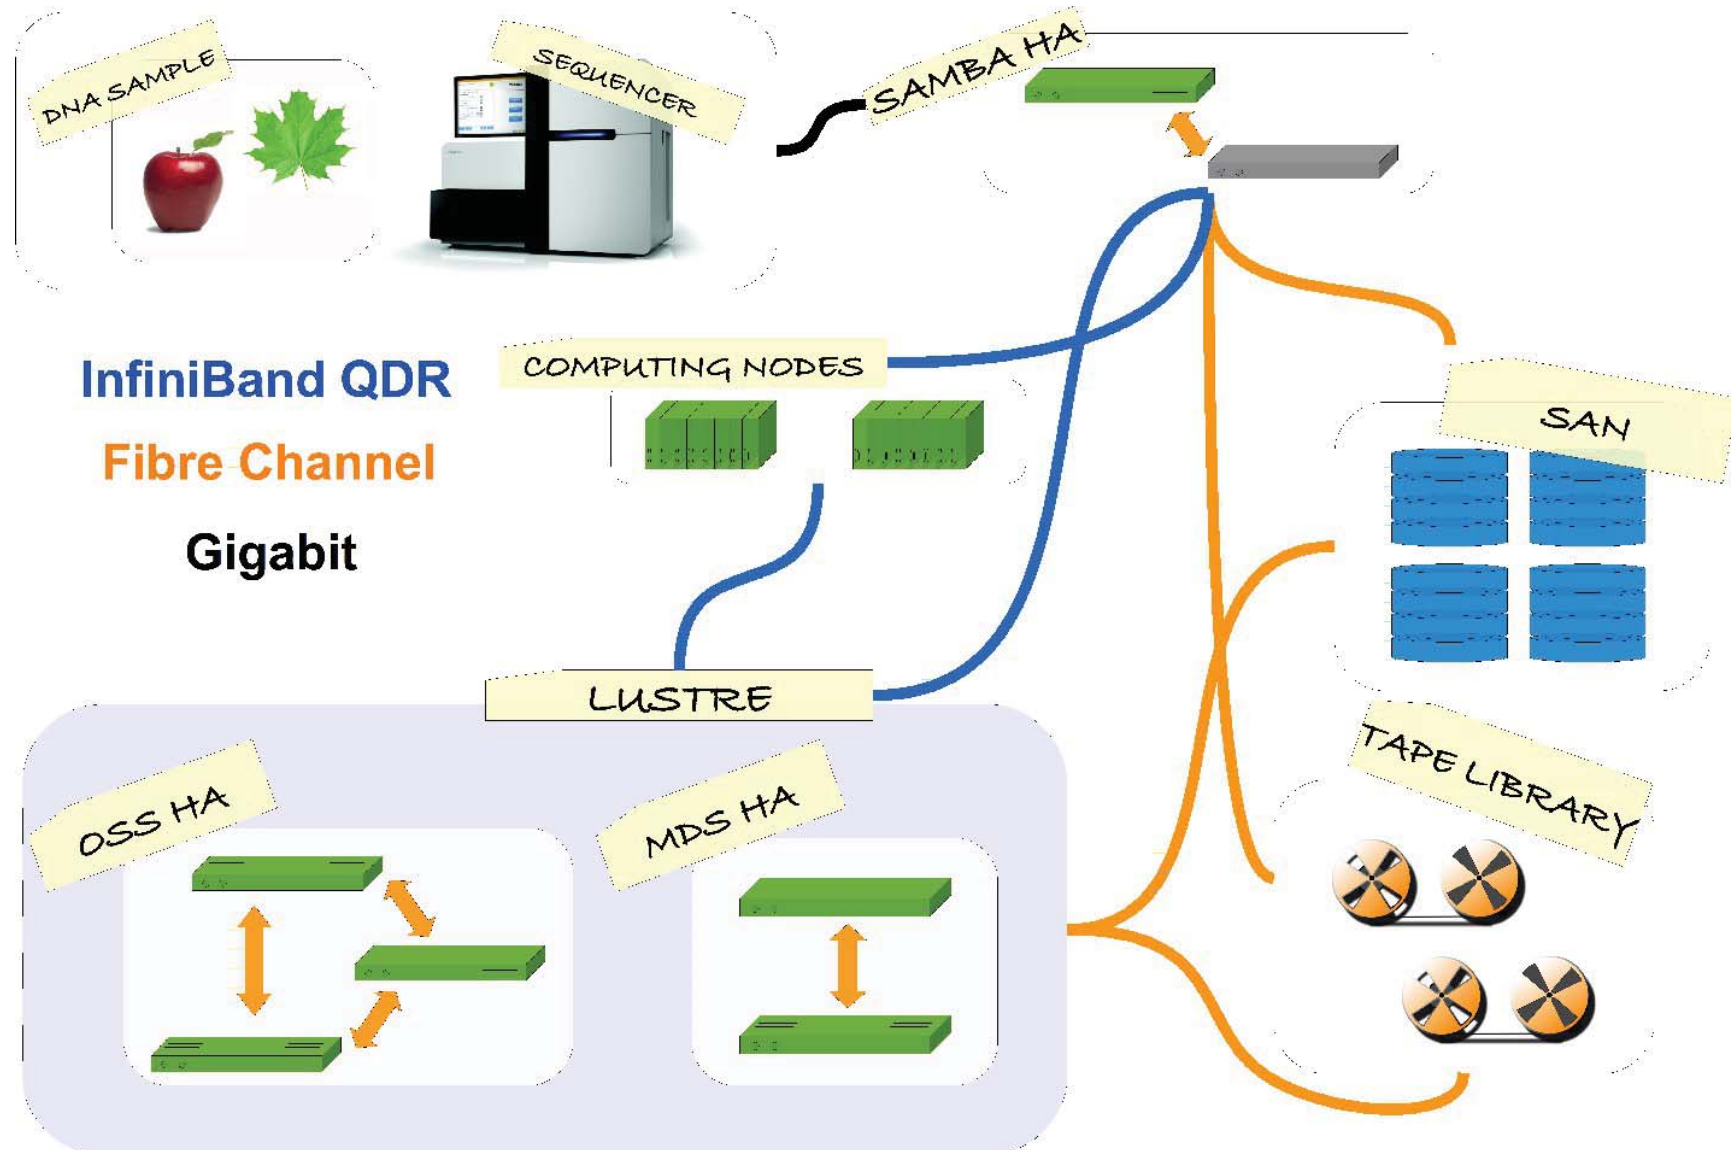 DNA SAMPLE
SEQUENCER
SAMBA HA
InfiniBand QDR
Fibre Channel
Gigabit
COMPUTING NODES
SAN
LUSTRE
TAPE LIBRARY
OSS HA
MDS HA